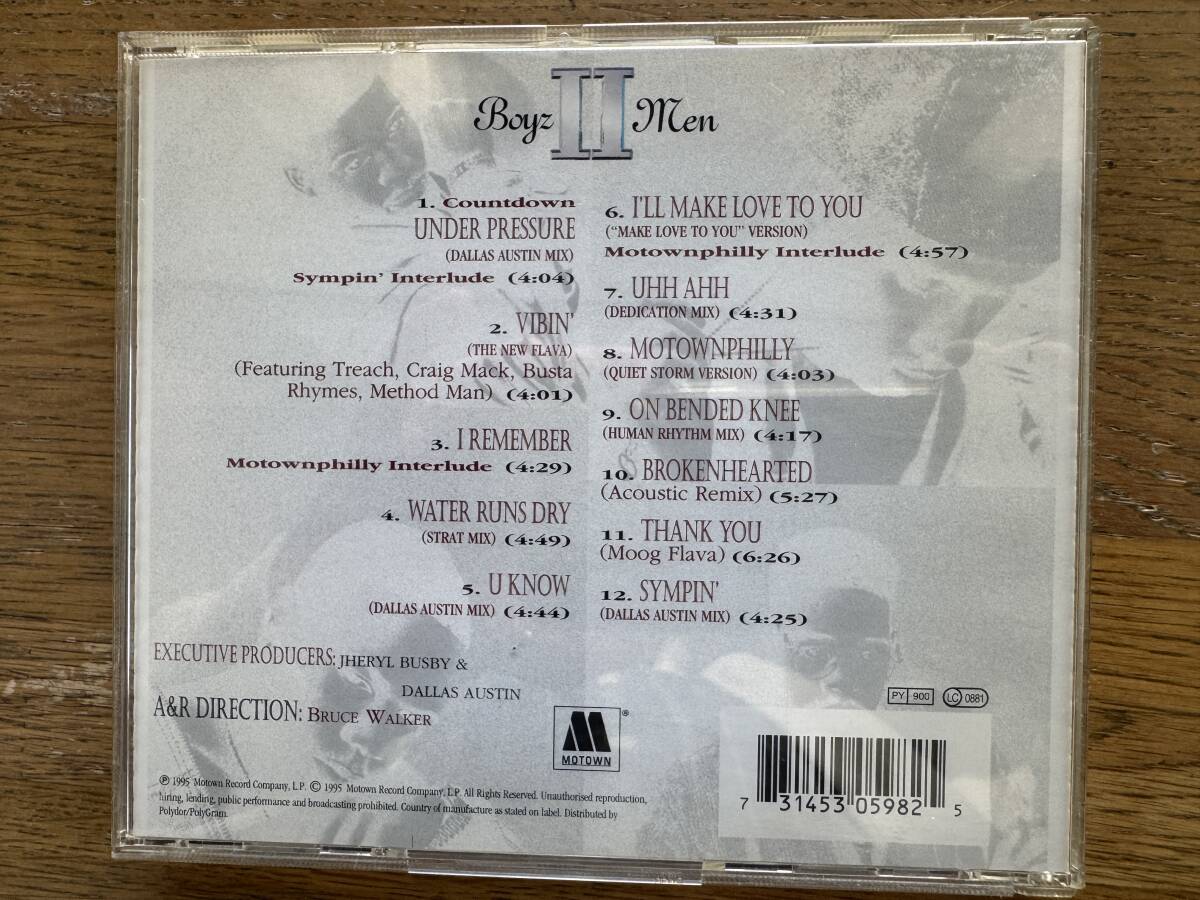 Boyz II Men
1. Countdown
UNDER PRESSURE
(DALLAS AUSTIN MIX)
Sympin' Interlude (4:04)
2. VIBIN'
(THE NEW FLAVA)
(Featuring Treach, Craig Mack, Busta
Rhymes, Method Man) (4:01)
3. I REMEMBER
Motownphilly Interlude (4:29)
4. WATER RUNS DRY
(STRAT MIX) (4:49)
5. U KNOW
(DALLAS AUSTIN MIX) (4:44)
6. I'LL MAKE LOVE TO YOU
("MAKE LOVE TO YOU" VERSION)
Motownphilly Interlude (4:57)
7. UHH AHH
(DEDICATION MIX) (4:31)
8. MOTOWNPHILLY
(QUIET STORM VERSION) (4:03)
9. ON BENDED KNEE
(HUMAN RHYTHM MIX) (4:17)
10. BROKENHEARTED
(Acoustic Remix) (5:27)
11. THANK YOU
(Moog Flava) (6:26)
12. SYMPIN'
(DALLAS AUSTIN MIX) (4:25)
EXECUTIVE PRODUCERS: JHERYL BUSBY &
DALLAS AUSTIN
A&R DIRECTION: BRUCE WALKER
PY 900 LC 0881
M ®
MOTOWN
℗ 1995 Motown Record Company, L.P. © 1995 Motown Record Company, L.P. All Rights Reserved. Unauthorised reproduction,
hiring, lending, public performance and broadcasting prohibited. Country of manufacture as stated on label. Distributed by
Polydor/PolyGram.
7 31453 05982 5